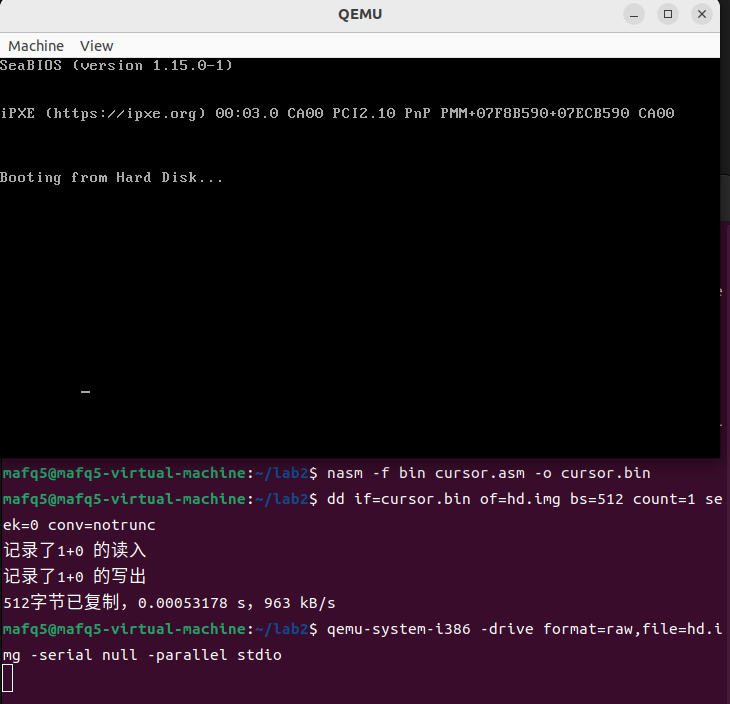 QEMU
Machine View
SeaBIOS (version 1.15.0-1)
iPXE (https://ipxe.org) 00:03.0 CA00 PCI2.10 PnP PMM+07F8B590+07ECB590 CA00
Booting from Hard Disk...
mafq5@mafq5-virtual-machine:~/lab2$ nasm -f bin cursor.asm -o cursor.bin
mafq5@mafq5-virtual-machine:~/lab2$ dd if=cursor.bin of=hd.img bs=512 count=1 se
ek=0 conv=notrunc
记录了1+0 的读入
记录了1+0 的写出
512字节已复制，0.00053178 s，963 kB/s
mafq5@mafq5-virtual-machine:~/lab2$ qemu-system-i386 -drive format=raw,file=hd.i
mg -serial null -parallel stdio